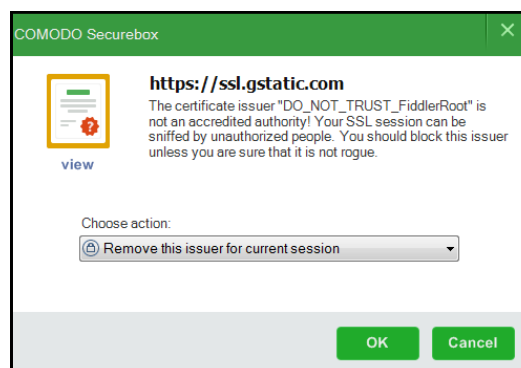 COMODO Securebox
https://ssl.gstatic.com
The certificate issuer "DO_NOT_TRUST_FiddlerRoot" is
not an accredited authority! Your SSL session can be
sniffed by unauthorized people. You should block this issuer
unless you are sure that it is not rogue.
view
Choose action:
Remove this issuer for current session
OK
Cancel